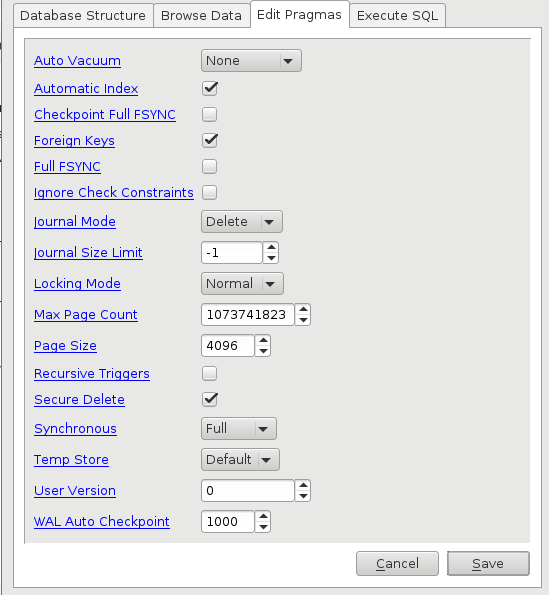 Database Structure Browse Data Edit Pragmas Execute SQL
Auto Vacuum None
Automatic Index
Checkpoint Full FSYNC
Foreign Keys
Full FSYNC
Ignore Check Constraints
Journal Mode Delete
Journal Size Limit -1
Locking Mode Normal
Max Page Count 1073741823
Page Size 4096
Recursive Triggers
Secure Delete
Synchronous Full
Temp Store Default
User Version 0
WAL Auto Checkpoint 1000
Cancel Save